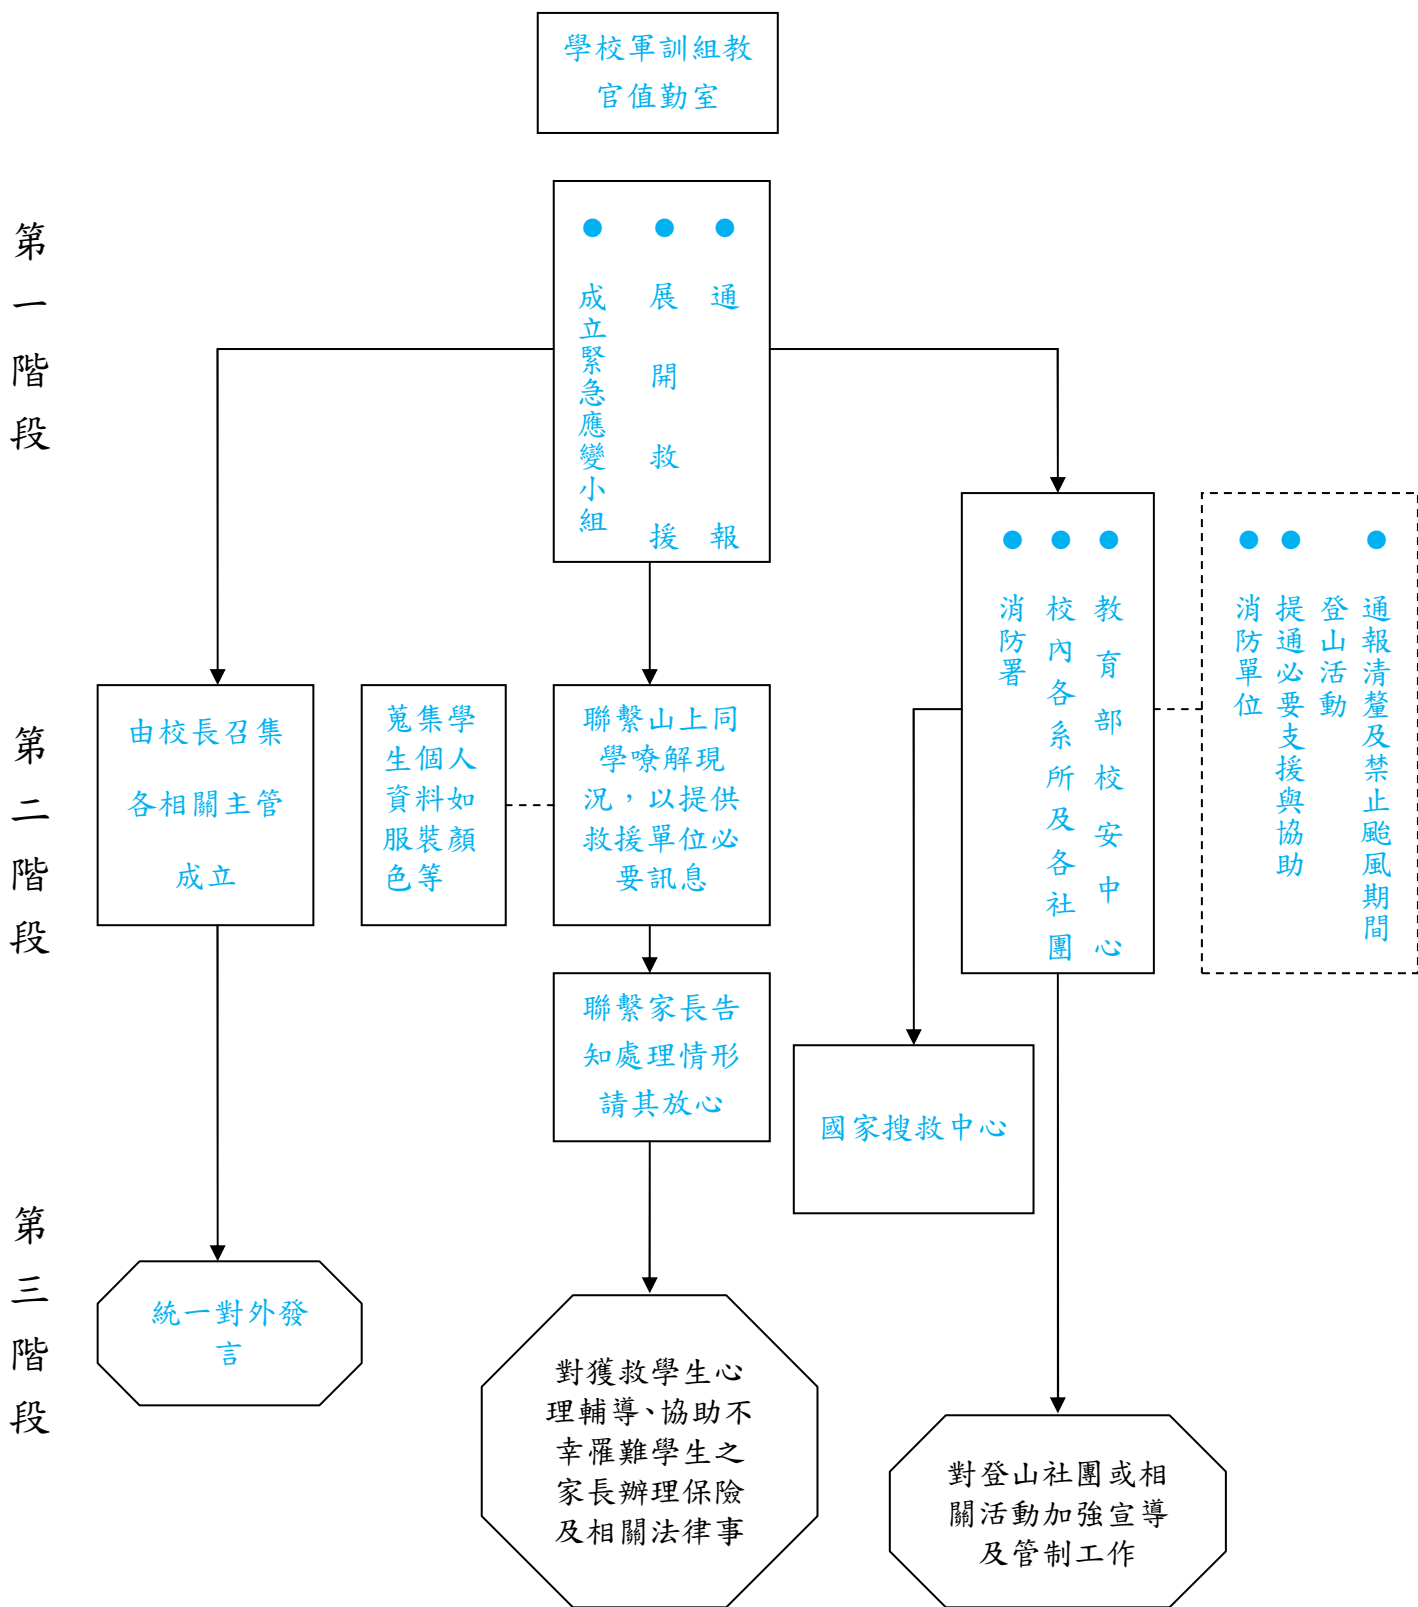 學校軍訓組教
官值勤室
第一階段
● 通報
● 展開救援
● 成立緊急應變小組
● 教育部校安中心
● 校內各系所及各社團
● 消防署
● 通報清釐及禁止颱風期間
登山活動
● 提通必要支援與協助
● 消防單位
第二階段
由校長召集
各相關主管
成立
蒐集學
生個人
資料如
服裝顏
色等
聯繫山上同
學嘹解現
況，以提供
救援單位必
要訊息
聯繫家長告
知處理情形
請其放心
國家搜救中心
第三階段
統一對外發
言
對獲救學生心
理輔導、協助不
幸罹難學生之
家長辦理保險
及相關法律事
對登山社團或相
關活動加強宣導
及管制工作